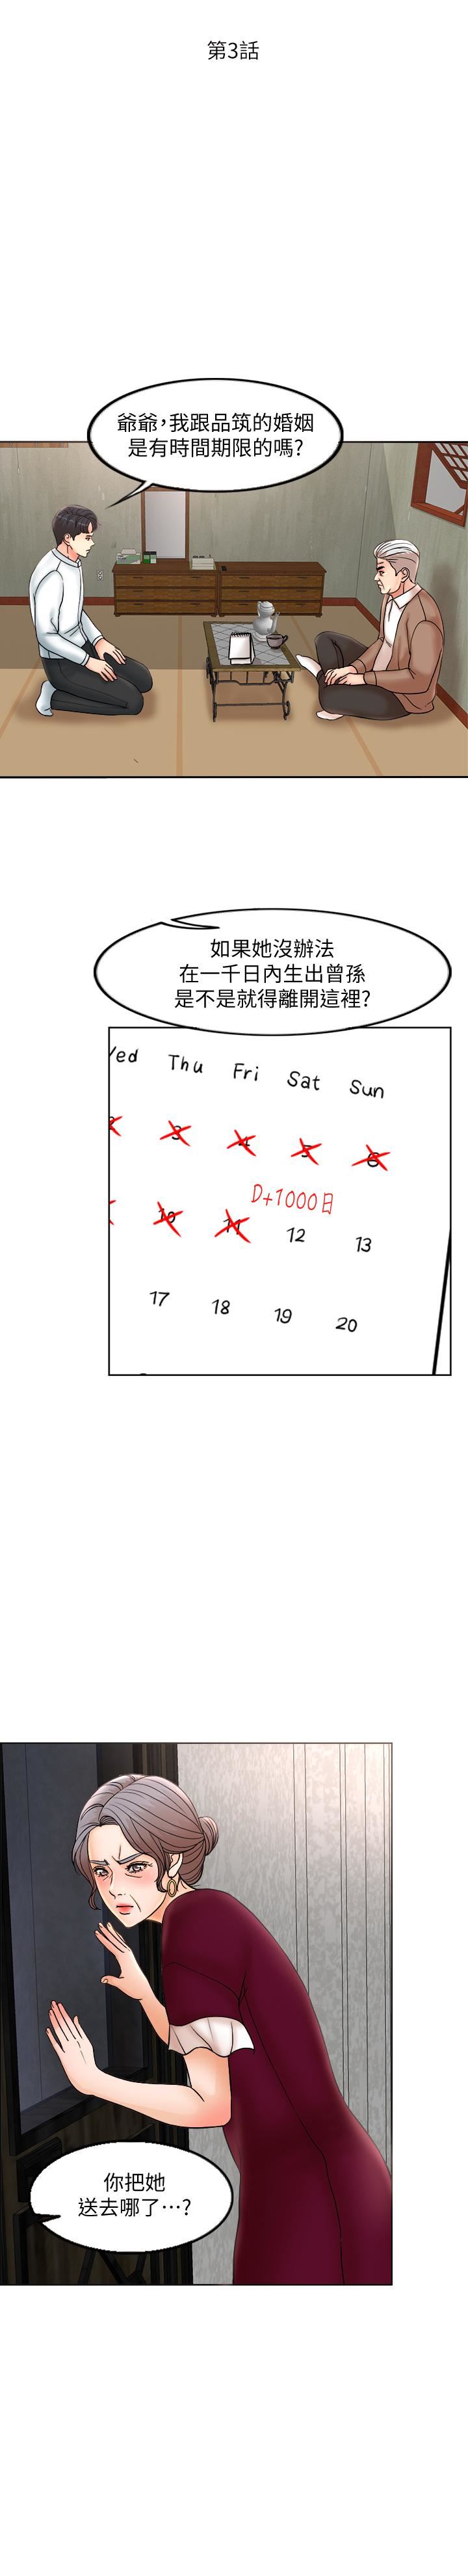 第3話
爺爺,我跟品筑的婚姻
是有時間期限的嗎?
如果她沒辦法
在一千日內生出曾孫
是不是就得離開這裡?
Wed Thu Fri Sat Sun
2 3 4 5 6
D+1000日
10 11 12 13
17 18 19 20
你把她
送去哪了…?